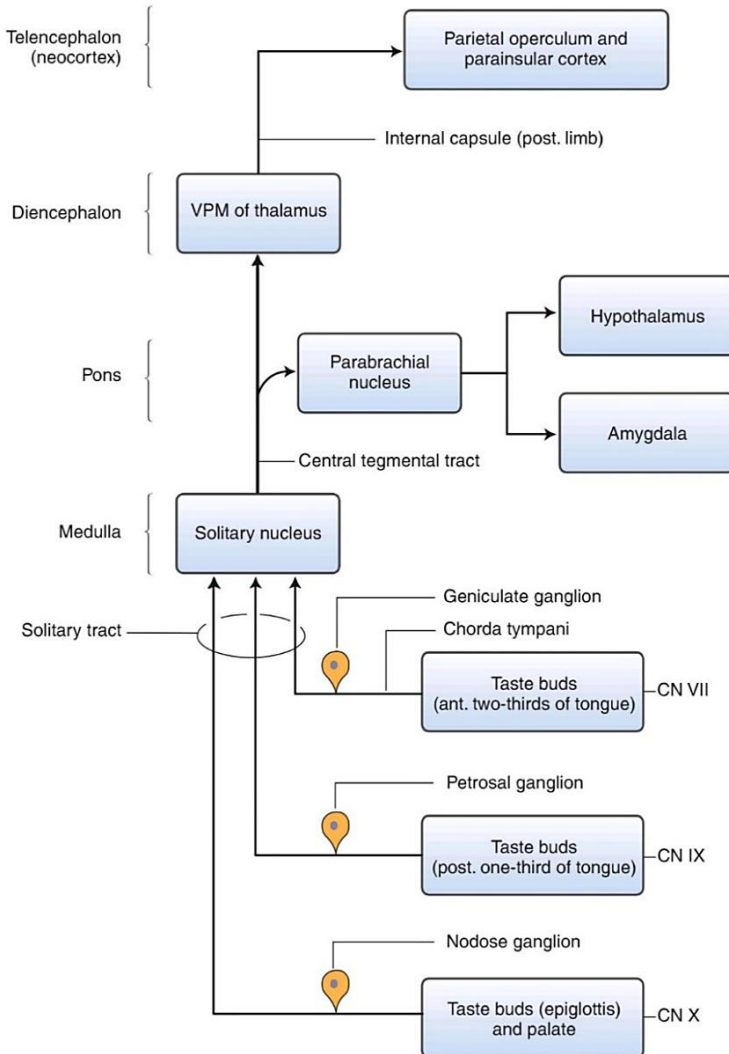 Telencephalon
(neocortex)
Parietal operculum and
parainsular cortex
Internal capsule (post. limb)
Diencephalon
VPM of thalamus
Hypothalamus
Pons
Parabrachial
nucleus
Amygdala
Central tegmental tract
Medulla
Solitary nucleus
Solitary tract
Geniculate ganglion
Chorda tympani
Taste buds
(ant. two-thirds of tongue)
CN VII
Petrosal ganglion
Taste buds
(post. one-third of tongue)
CN IX
Nodose ganglion
Taste buds (epiglottis)
and palate
CN X